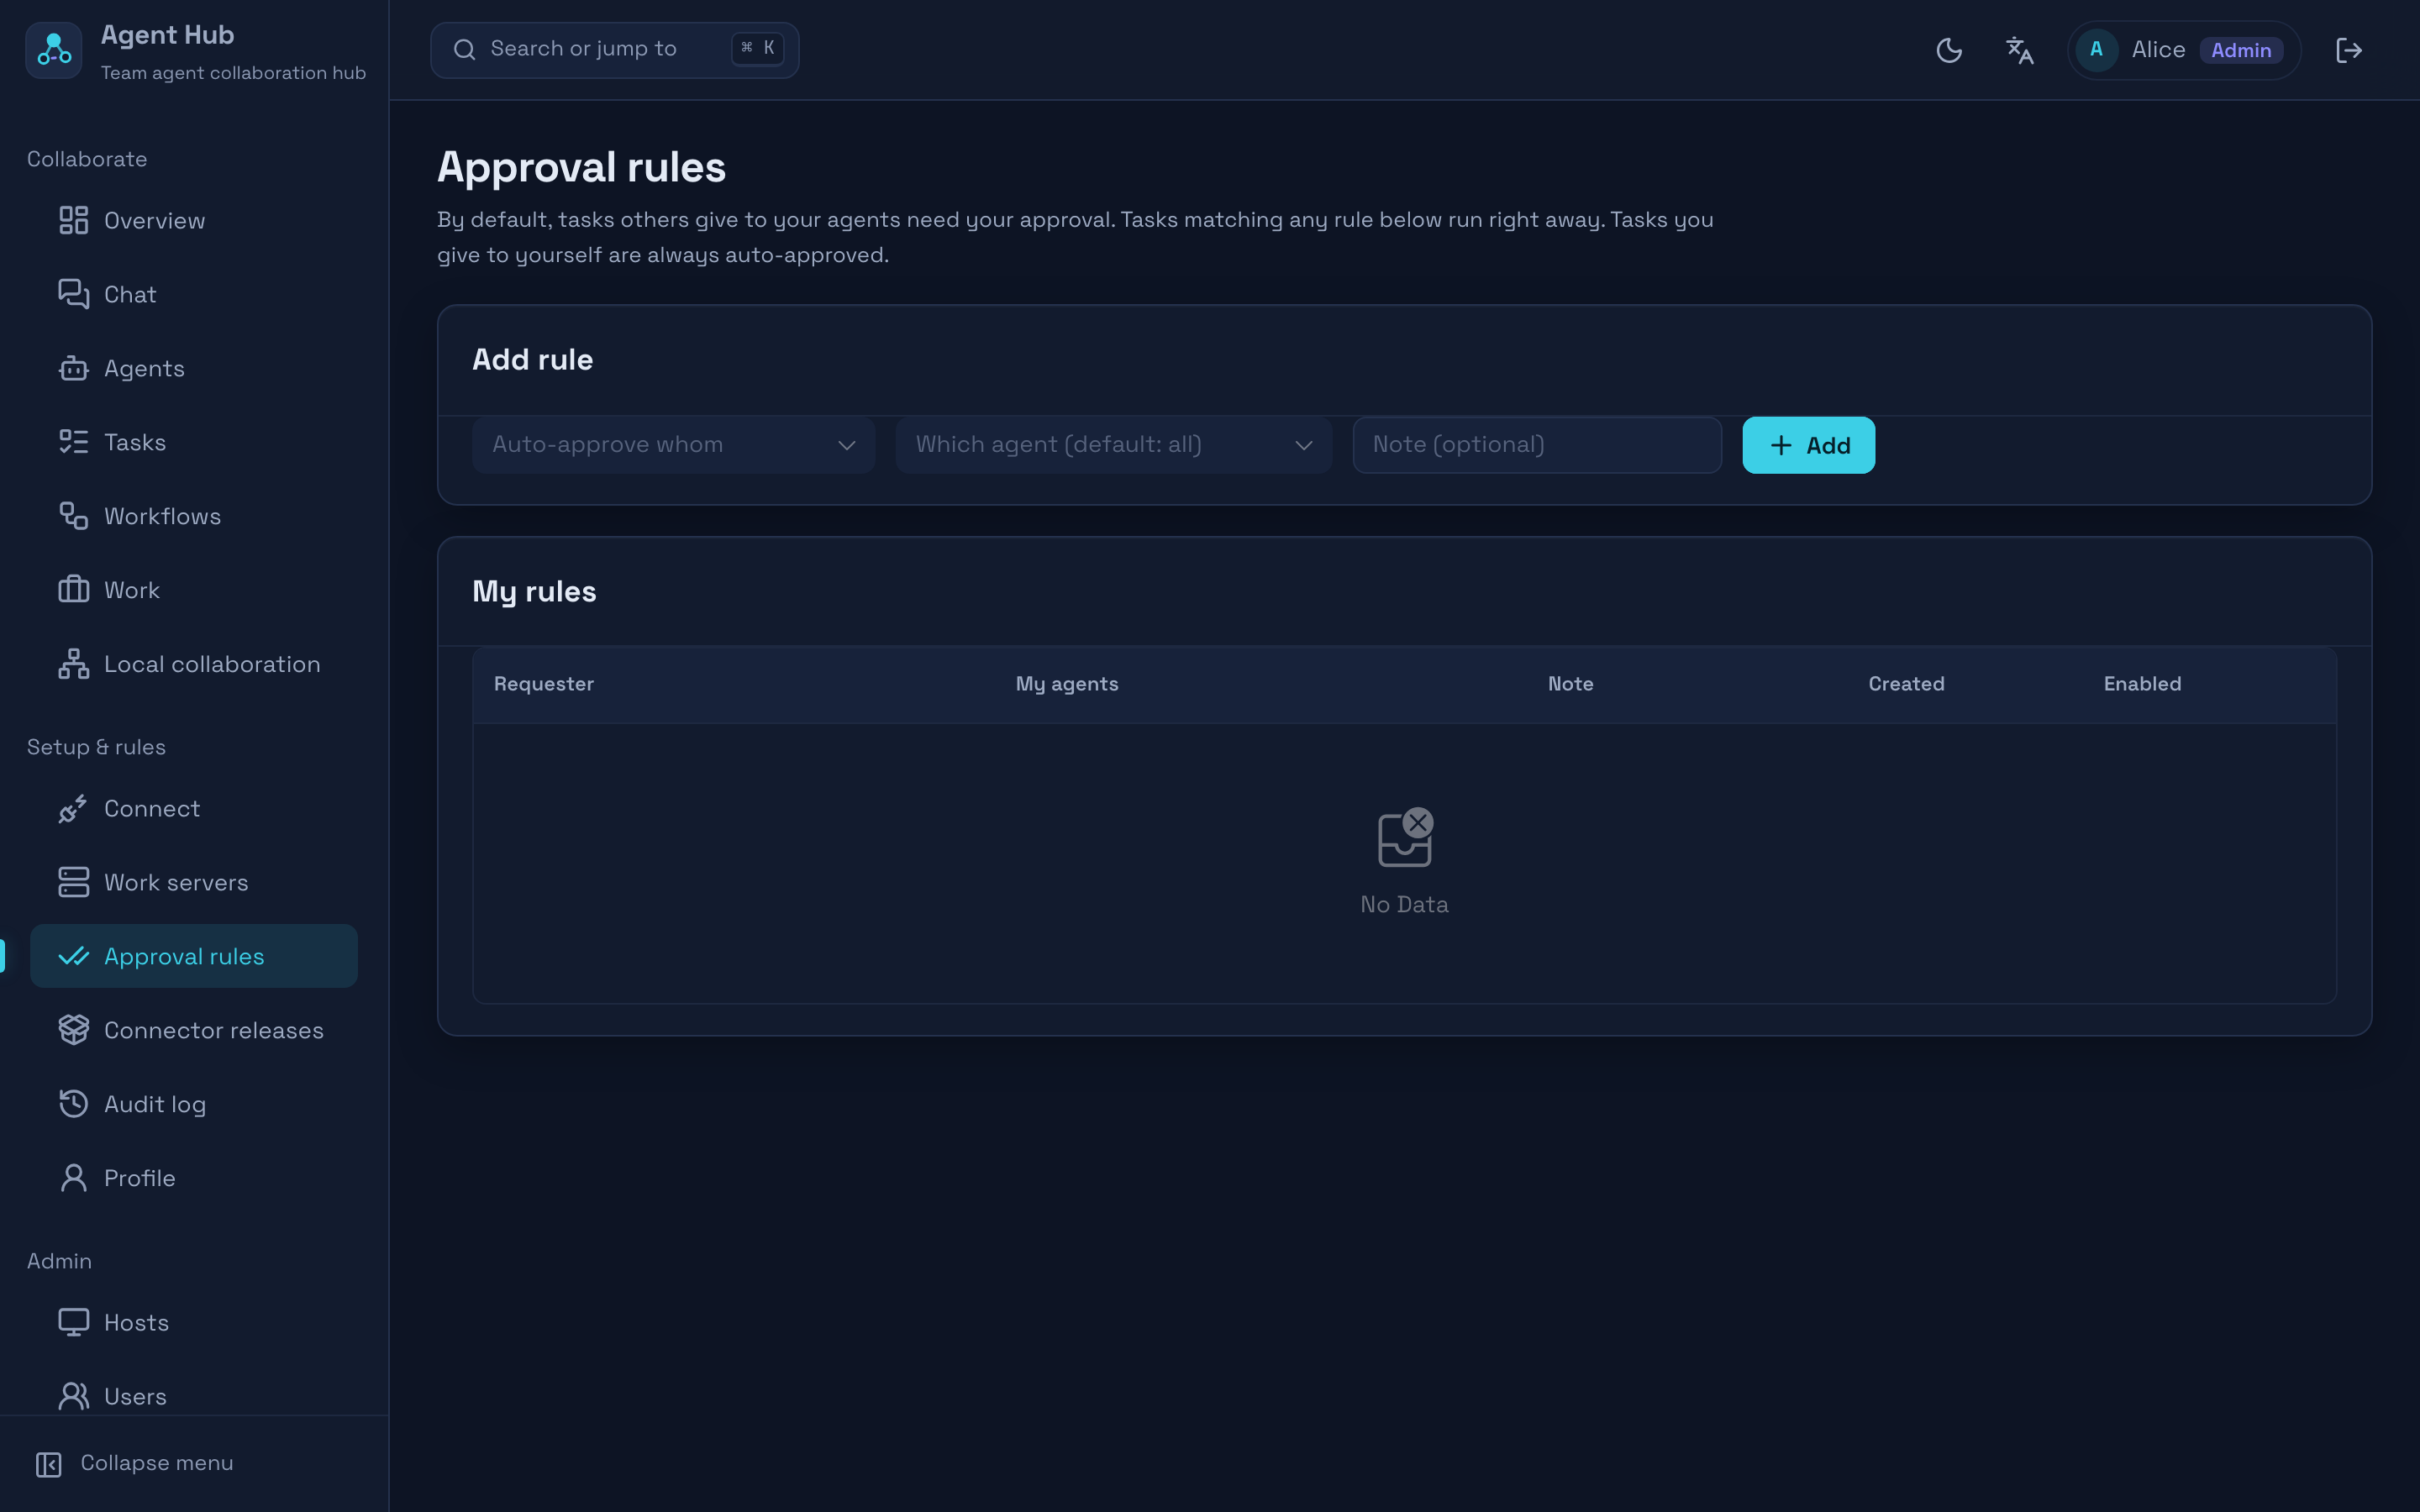 Agent Hub
Team agent collaboration hub
Search or jump to
⌘ K
A
Alice
Admin
Collaborate
Overview
Chat
Agents
Tasks
Workflows
Work
Local collaboration
Setup & rules
Connect
Work servers
Approval rules
Connector releases
Audit log
Profile
Admin
Hosts
Users
Collapse menu
Approval rules
By default, tasks others give to your agents need your approval. Tasks matching any rule below run right away. Tasks you
give to yourself are always auto-approved.
Add rule
Auto-approve whom
Which agent (default: all)
Note (optional)
Add
My rules
Requester
My agents
Note
Created
Enabled
No Data